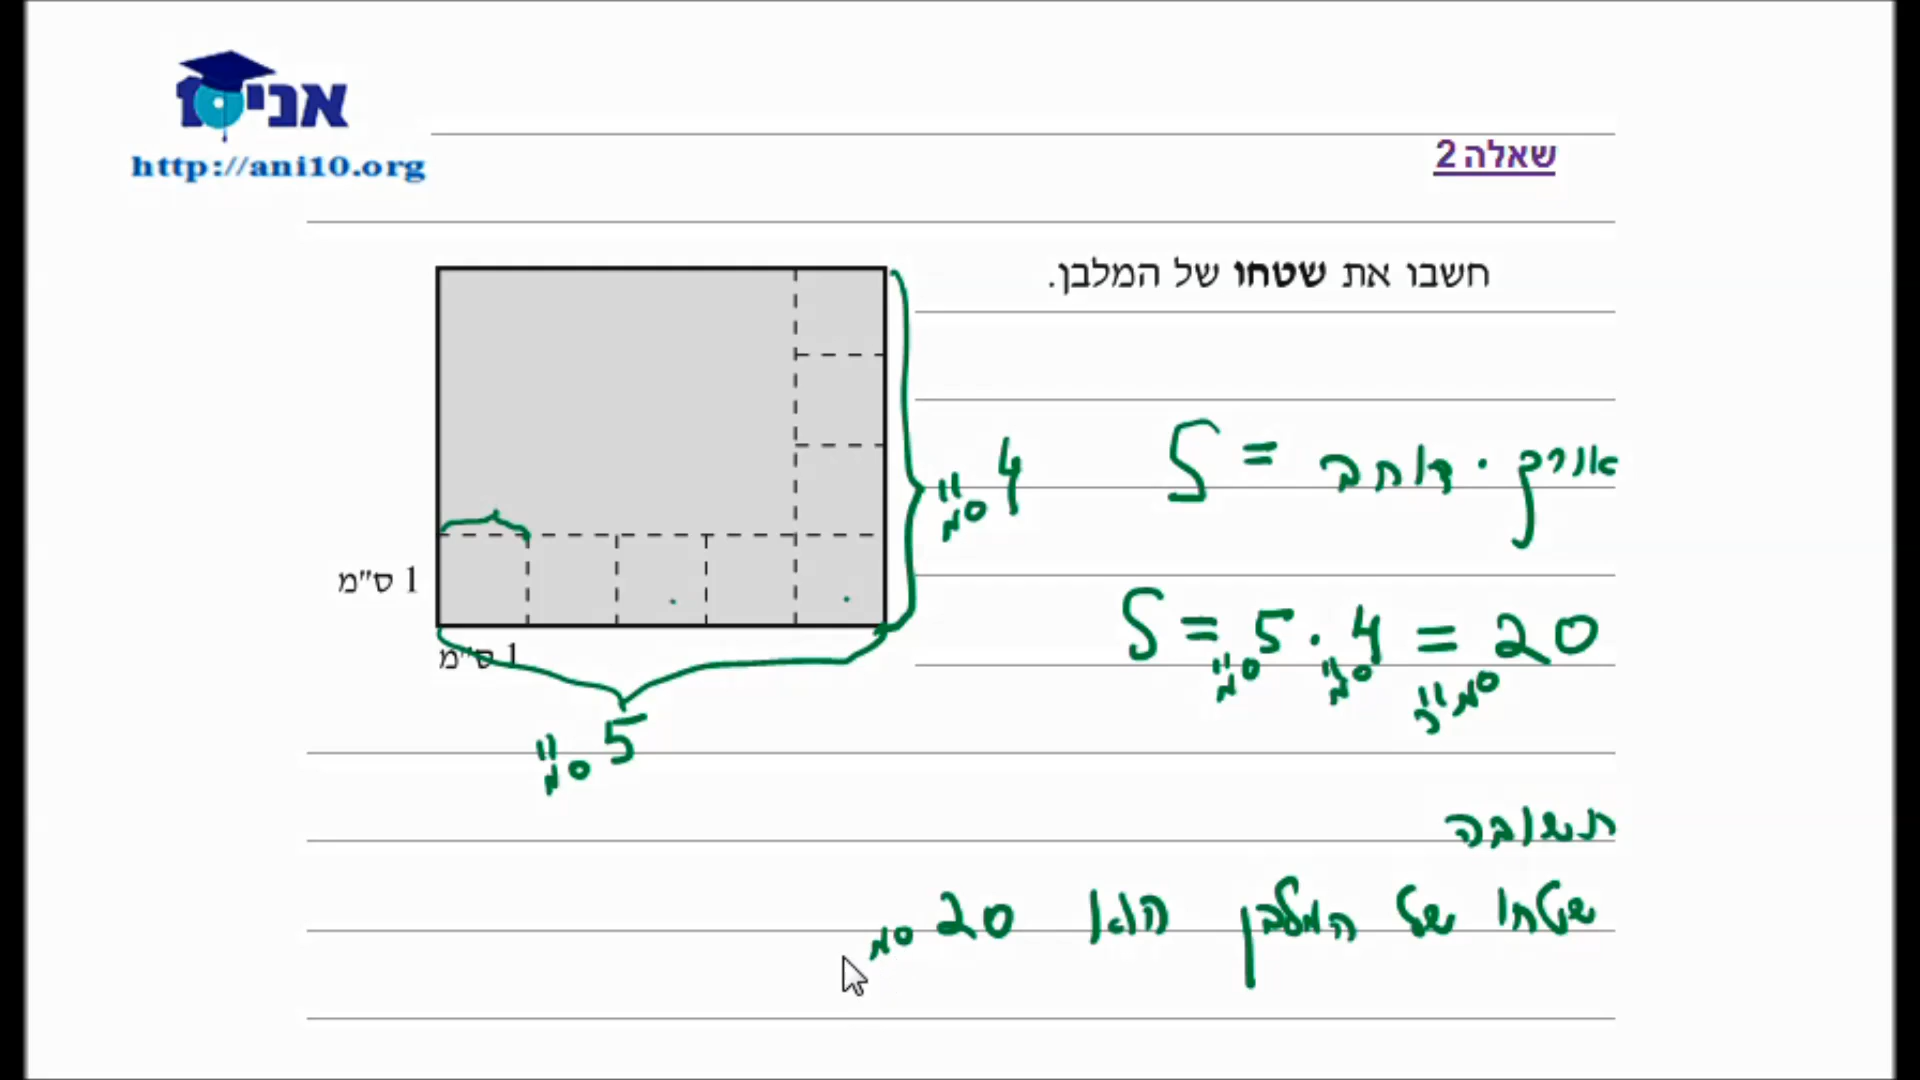 אני10
http://ani10.org
שאלה 2
חשבו את שטחו של המלבן.
S = אורך · רוחב
4 ס"מ
1 ס"מ
1 ס"מ
S = 5 ס"מ · 4 ס"מ = 20 סמ"ר
5 ס"מ
תשובה
שטחו של המלבן הוא 20 סמ